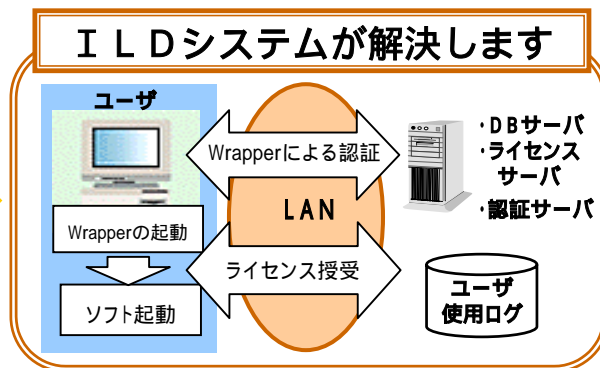 ＩＬＤシステムが解決します
ユーザ
Wrapperによる認証
・ＤＢサーバ
・ライセンス
サーバ
・認証サーバ
LAN
Wrapperの起動
ライセンス授受
ソフト起動
ユーザ
使用ログ